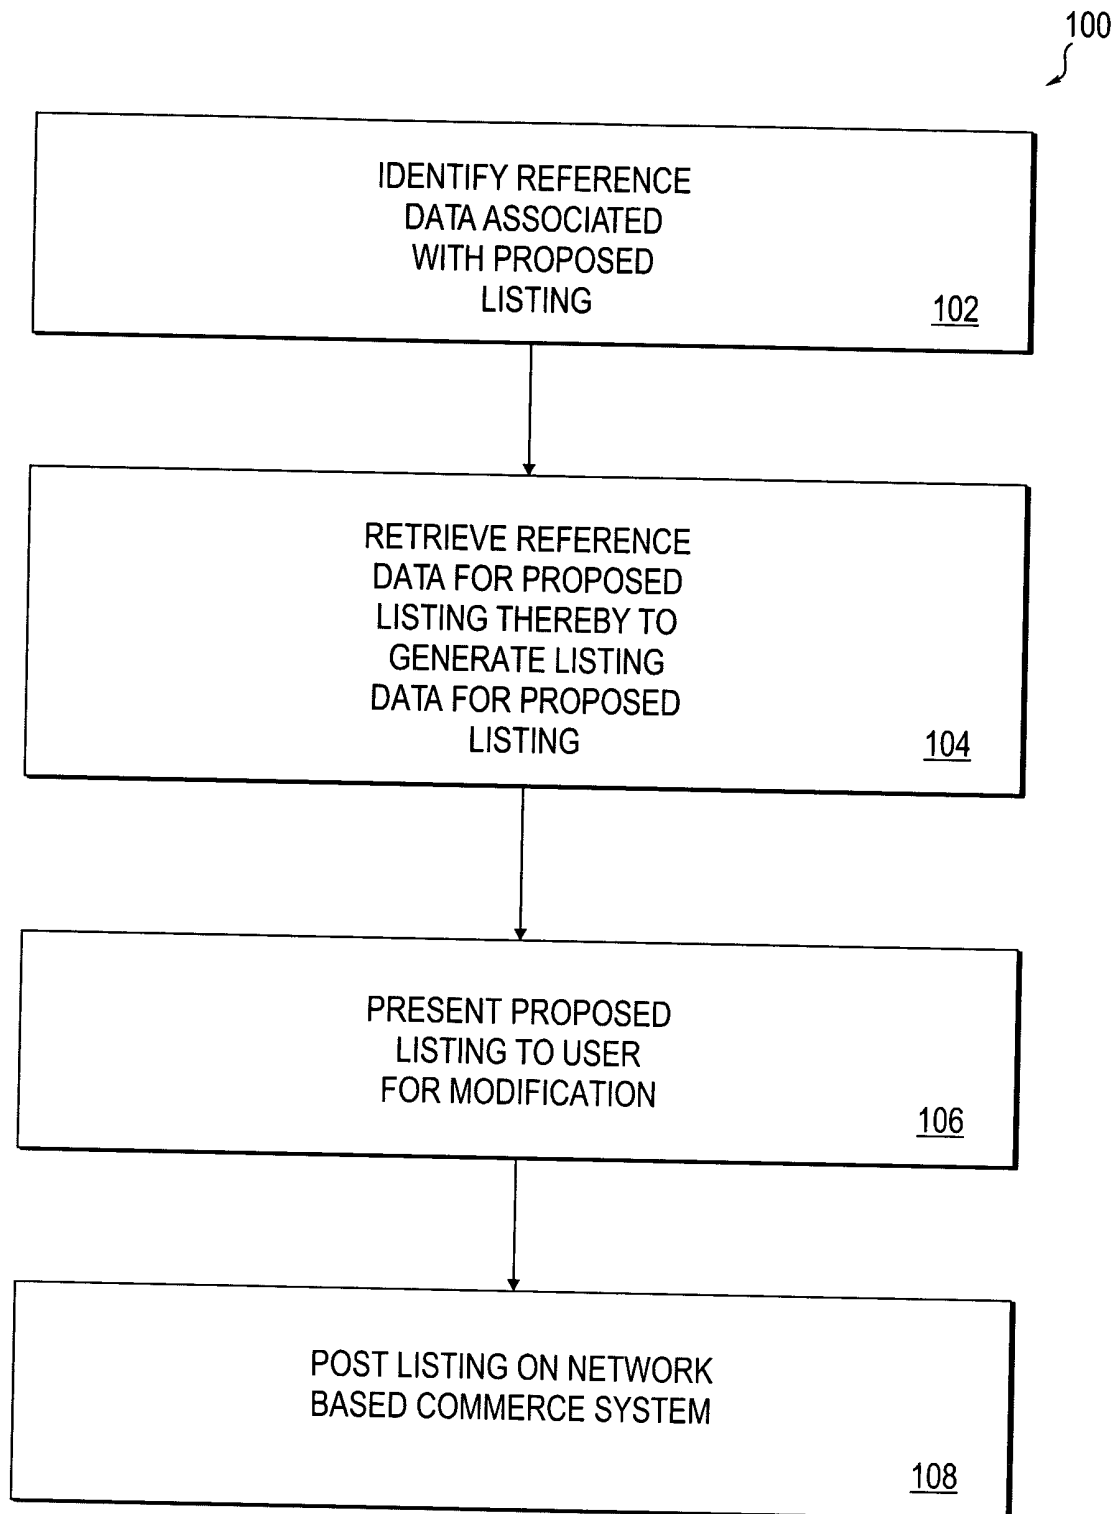 100
IDENTIFY REFERENCE
DATA ASSOCIATED
WITH PROPOSED
LISTING
102
RETRIEVE REFERENCE
DATA FOR PROPOSED
LISTING THEREBY TO
GENERATE LISTING
DATA FOR PROPOSED
LISTING
104
PRESENT PROPOSED
LISTING TO USER
FOR MODIFICATION
106
POST LISTING ON NETWORK
BASED COMMERCE SYSTEM
108